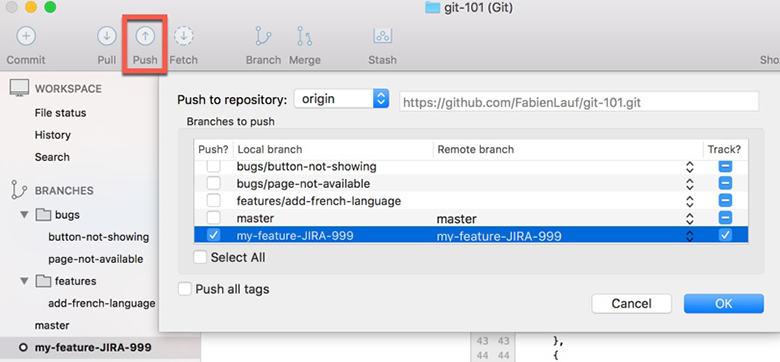 git-101 (Git)
Commit Pull Push Fetch Branch Merge Stash Sho
WORKSPACE
File status
History
Search
BRANCHES
bugs
button-not-showing
page-not-available
features
add-french-language
master
my-feature-JIRA-999
Push to repository: origin https://github.com/FabienLauf/git-101.git
Branches to push
Push? Local branch Remote branch Track?
bugs/button-not-showing
bugs/page-not-available
features/add-french-language
master master
my-feature-JIRA-999 my-feature-JIRA-999
Select All
Push all tags
Cancel OK
43 43 },
44 44 {